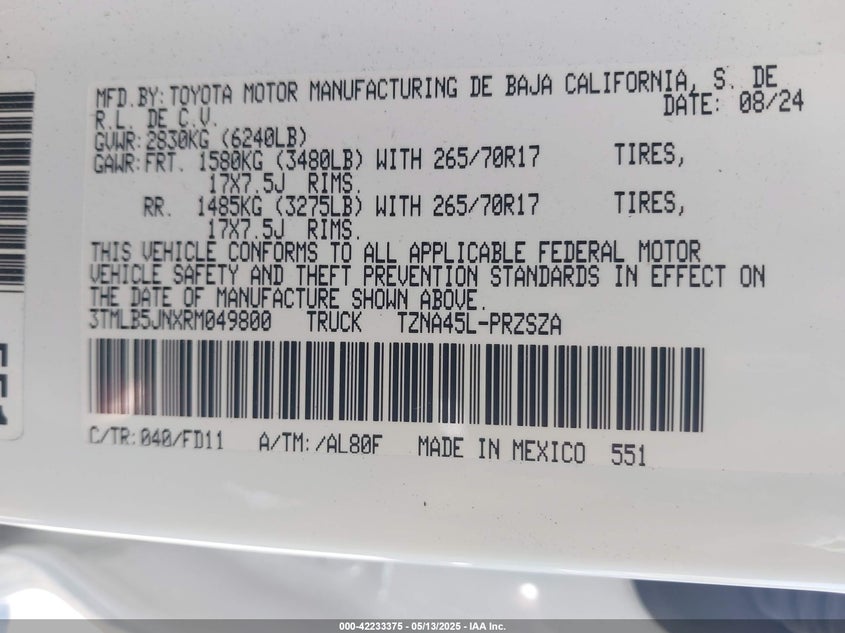 MFD.BY: TOYOTA MOTOR MANUFACTURING DE BAJA CALIFORNIA, S. DE
R.L. DE C.V. DATE: 08/24
GVWR: 2830KG (6240LB)
GAWR: FRT. 1580KG (3480LB) WITH 265/70R17 TIRES,
17X7.5J RIMS.
RR. 1485KG (3275LB) WITH 265/70R17 TIRES,
17X7.5J RIMS.
THIS VEHICLE CONFORMS TO ALL APPLICABLE FEDERAL MOTOR
VEHICLE SAFETY AND THEFT PREVENTION STANDARDS IN EFFECT ON
THE DATE OF MANUFACTURE SHOWN ABOVE.
3TMLB5JNXRM049800 TRUCK TZNA45L-PRZSZA
C/TR: 040/FD11 A/TM: /AL80F MADE IN MEXICO 551
000-42233375 - 05/13/2025 - IAA Inc.